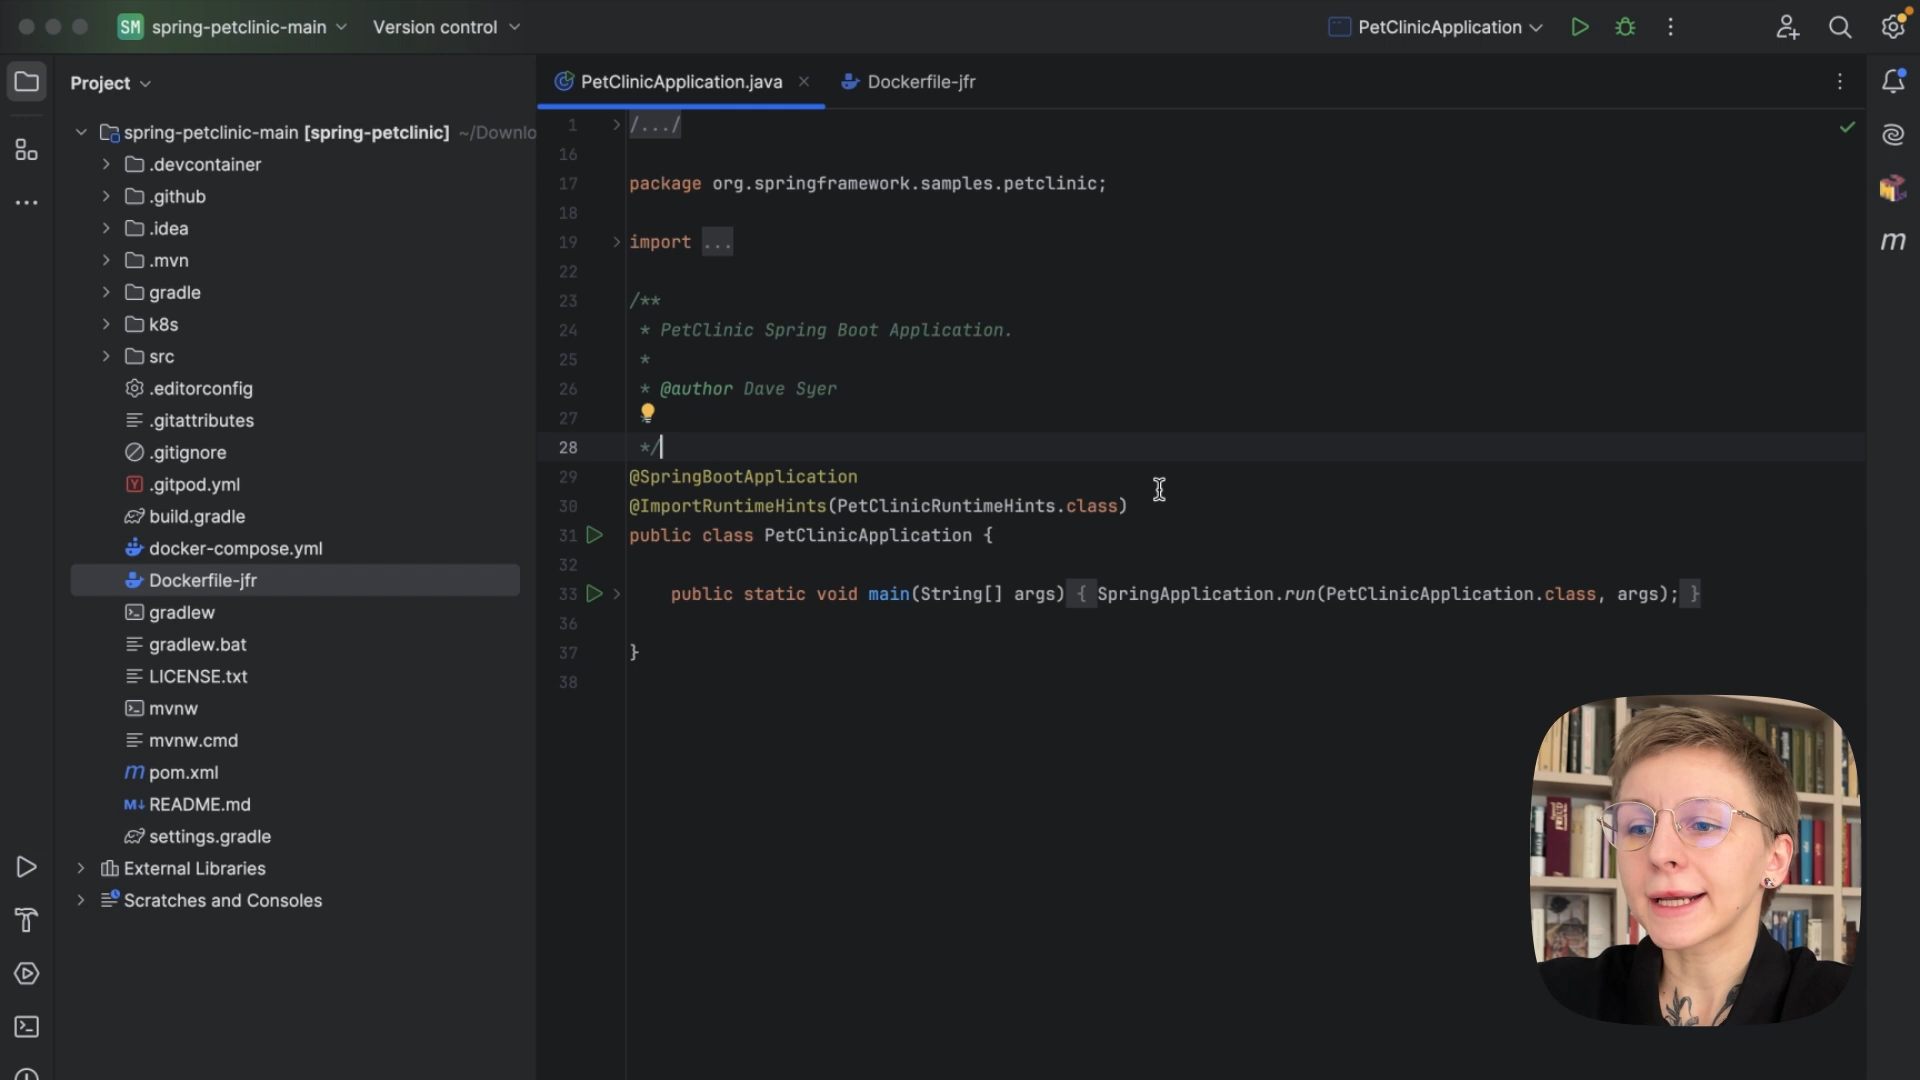 SM spring-petclinic-main Version control PetClinicApplication
Project
spring-petclinic-main [spring-petclinic] ~/Downlo
.devcontainer
.github
.idea
.mvn
gradle
k8s
src
.editorconfig
.gitattributes
.gitignore
.gitpod.yml
build.gradle
docker-compose.yml
Dockerfile-jfr
gradlew
gradlew.bat
LICENSE.txt
mvnw
mvnw.cmd
pom.xml
README.md
settings.gradle
External Libraries
Scratches and Consoles
PetClinicApplication.java Dockerfile-jfr
1 /.../
16
17 package org.springframework.samples.petclinic;
18
19 import ...
22
23 /**
24 * PetClinic Spring Boot Application.
25 *
26 * @author Dave Syer
27
28 */
29 @SpringBootApplication
30 @ImportRuntimeHints(PetClinicRuntimeHints.class)
31 public class PetClinicApplication {
32
33 public static void main(String[] args) { SpringApplication.run(PetClinicApplication.class, args); }
36
37 }
38